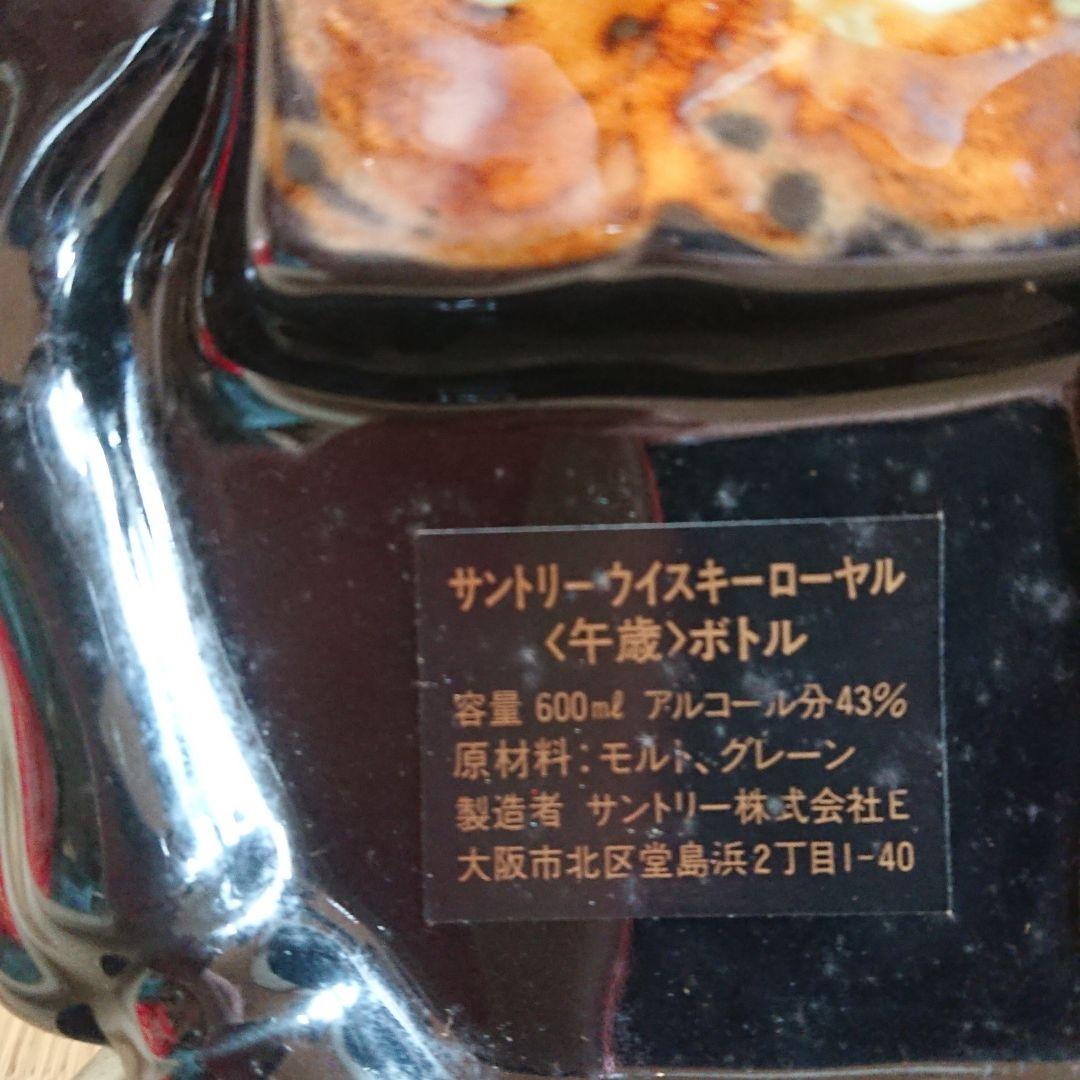 サントリーウイスキーローヤル
〈午歳〉ボトル
容量 600mℓ アルコール分43%
原材料:モルト、グレーン
製造者 サントリー株式会社E
大阪市北区堂島浜2丁目1-40